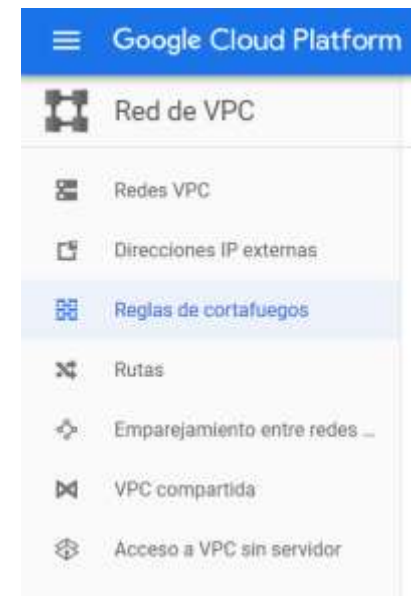 Google Cloud Platform
Red de VPC
Redes VPC
Direcciones IP externas
Reglas de cortafuegos
Rutas
Emparejamiento entre redes ...
VPC compartida
Acceso a VPC sin servidor